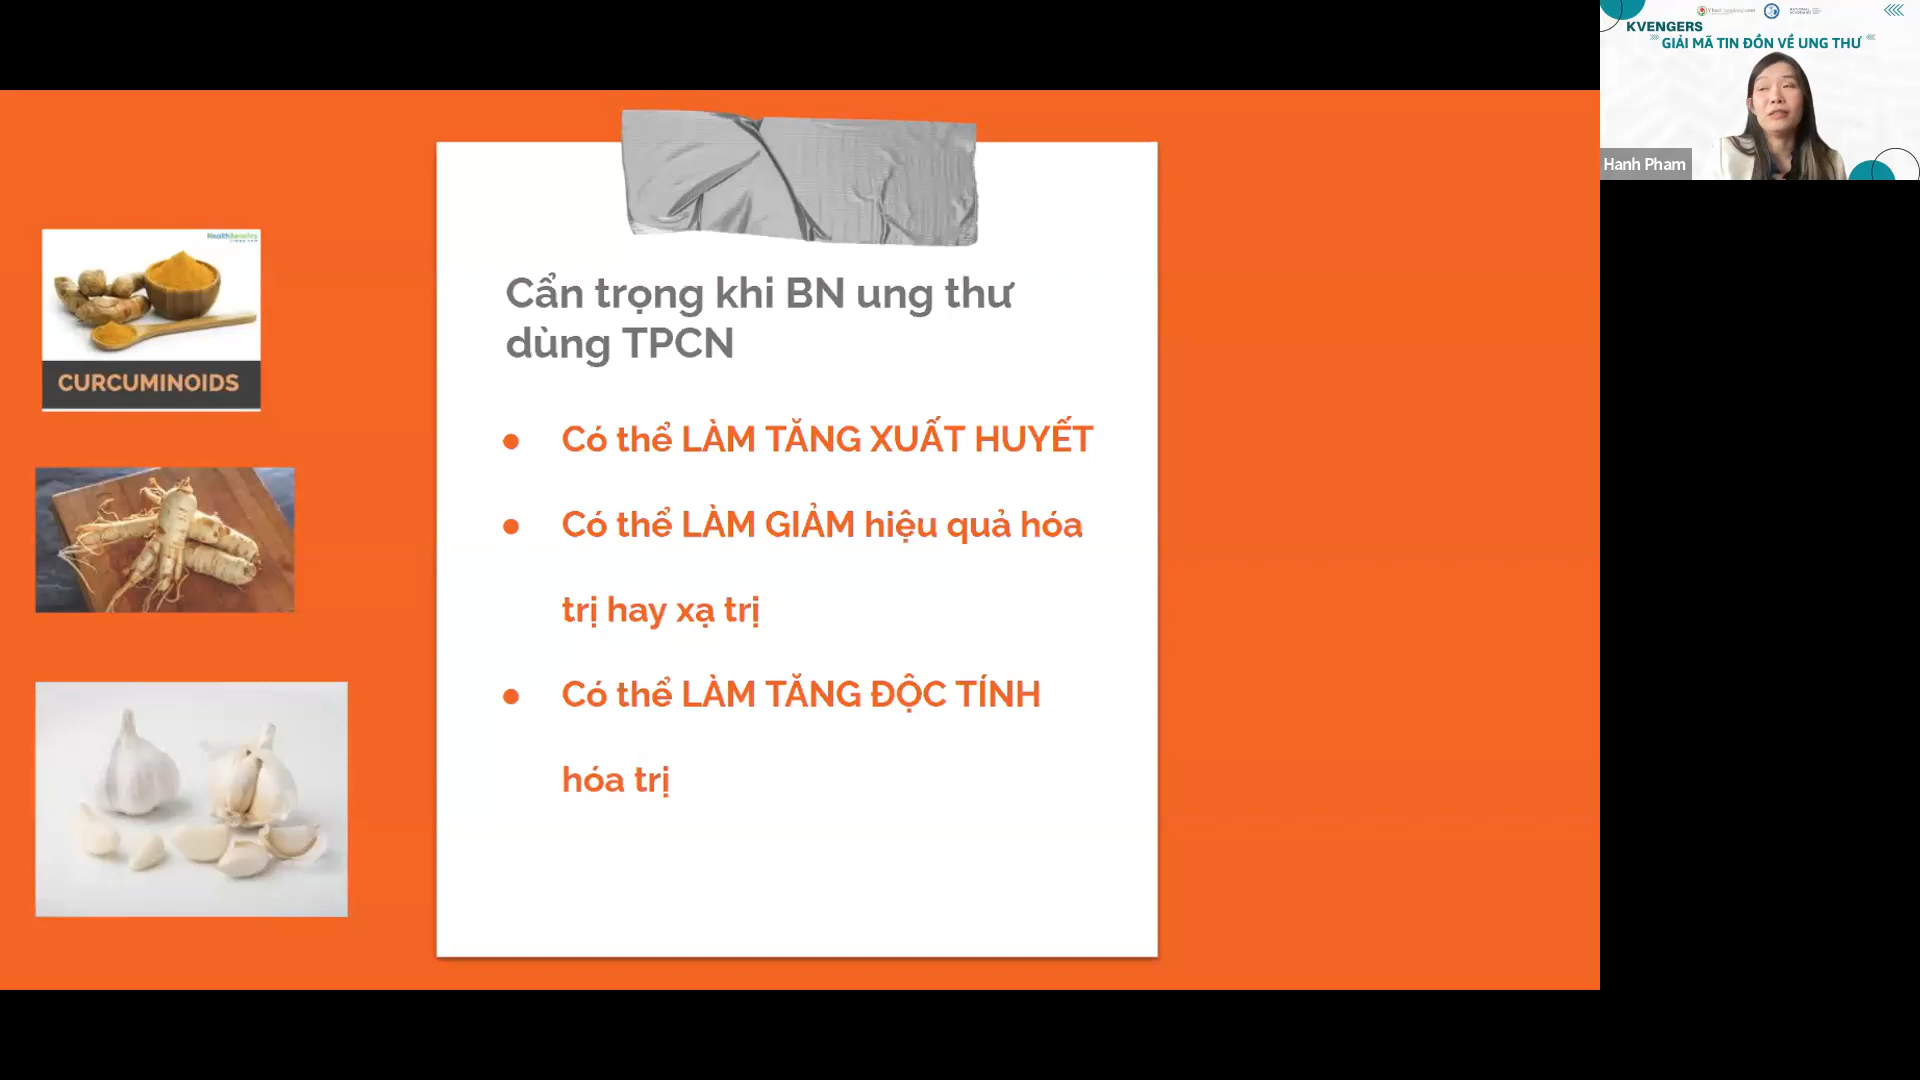 KVENGERS
GIẢI MÃ TIN ĐỒN VỀ UNG THƯ
Hanh Pham
CURCUMINOIDS
Cẩn trọng khi BN ung thư
dùng TPCN
● Có thể LÀM TĂNG XUẤT HUYẾT
● Có thể LÀM GIẢM hiệu quả hóa
trị hay xạ trị
● Có thể LÀM TĂNG ĐỘC TÍNH
hóa trị